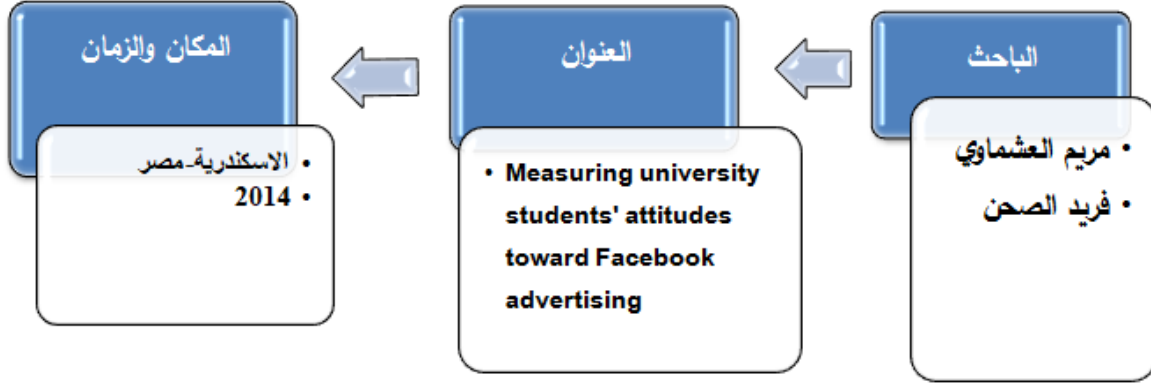 الباحث
• مريم العشماوي
• فريد الصحن
العنوان
• Measuring university
students' attitudes
toward Facebook
advertising
المكان والزمان
• الاسكندرية-مصر
• 2014